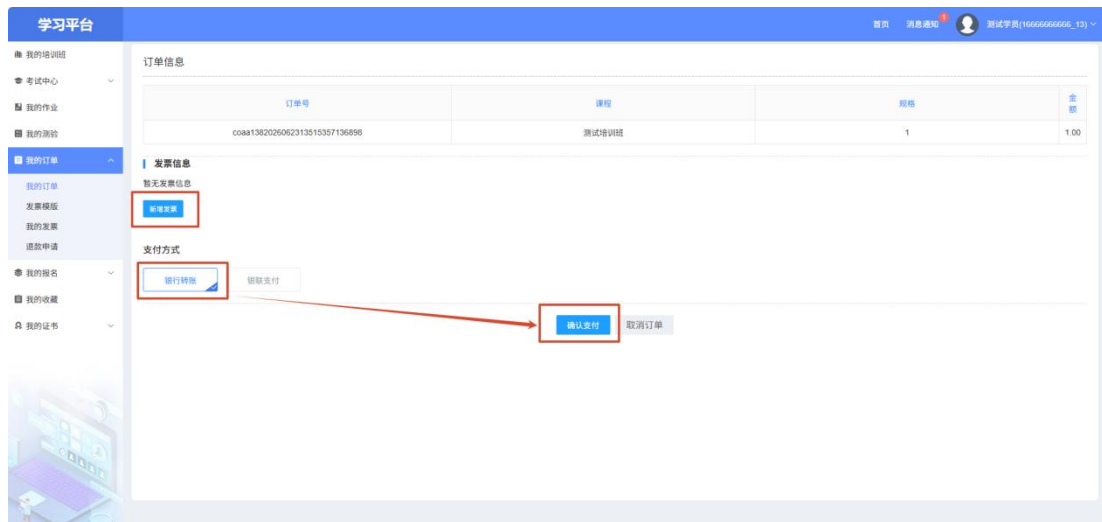 学习平台
首页 消息通知 1 测试学员(16666666666_13)
我的培训班
考试中心
我的作业
我的测验
我的订单
我的订单
发票模版
我的发票
退款申请
我的报名
我的收藏
我的证书
订单信息
订单号 课程 规格 金额
coaa1382026062313515357136898 测试培训班 1 1.00
发票信息
暂无发票信息
新增发票
支付方式
银行转账 银联支付
确认支付 取消订单